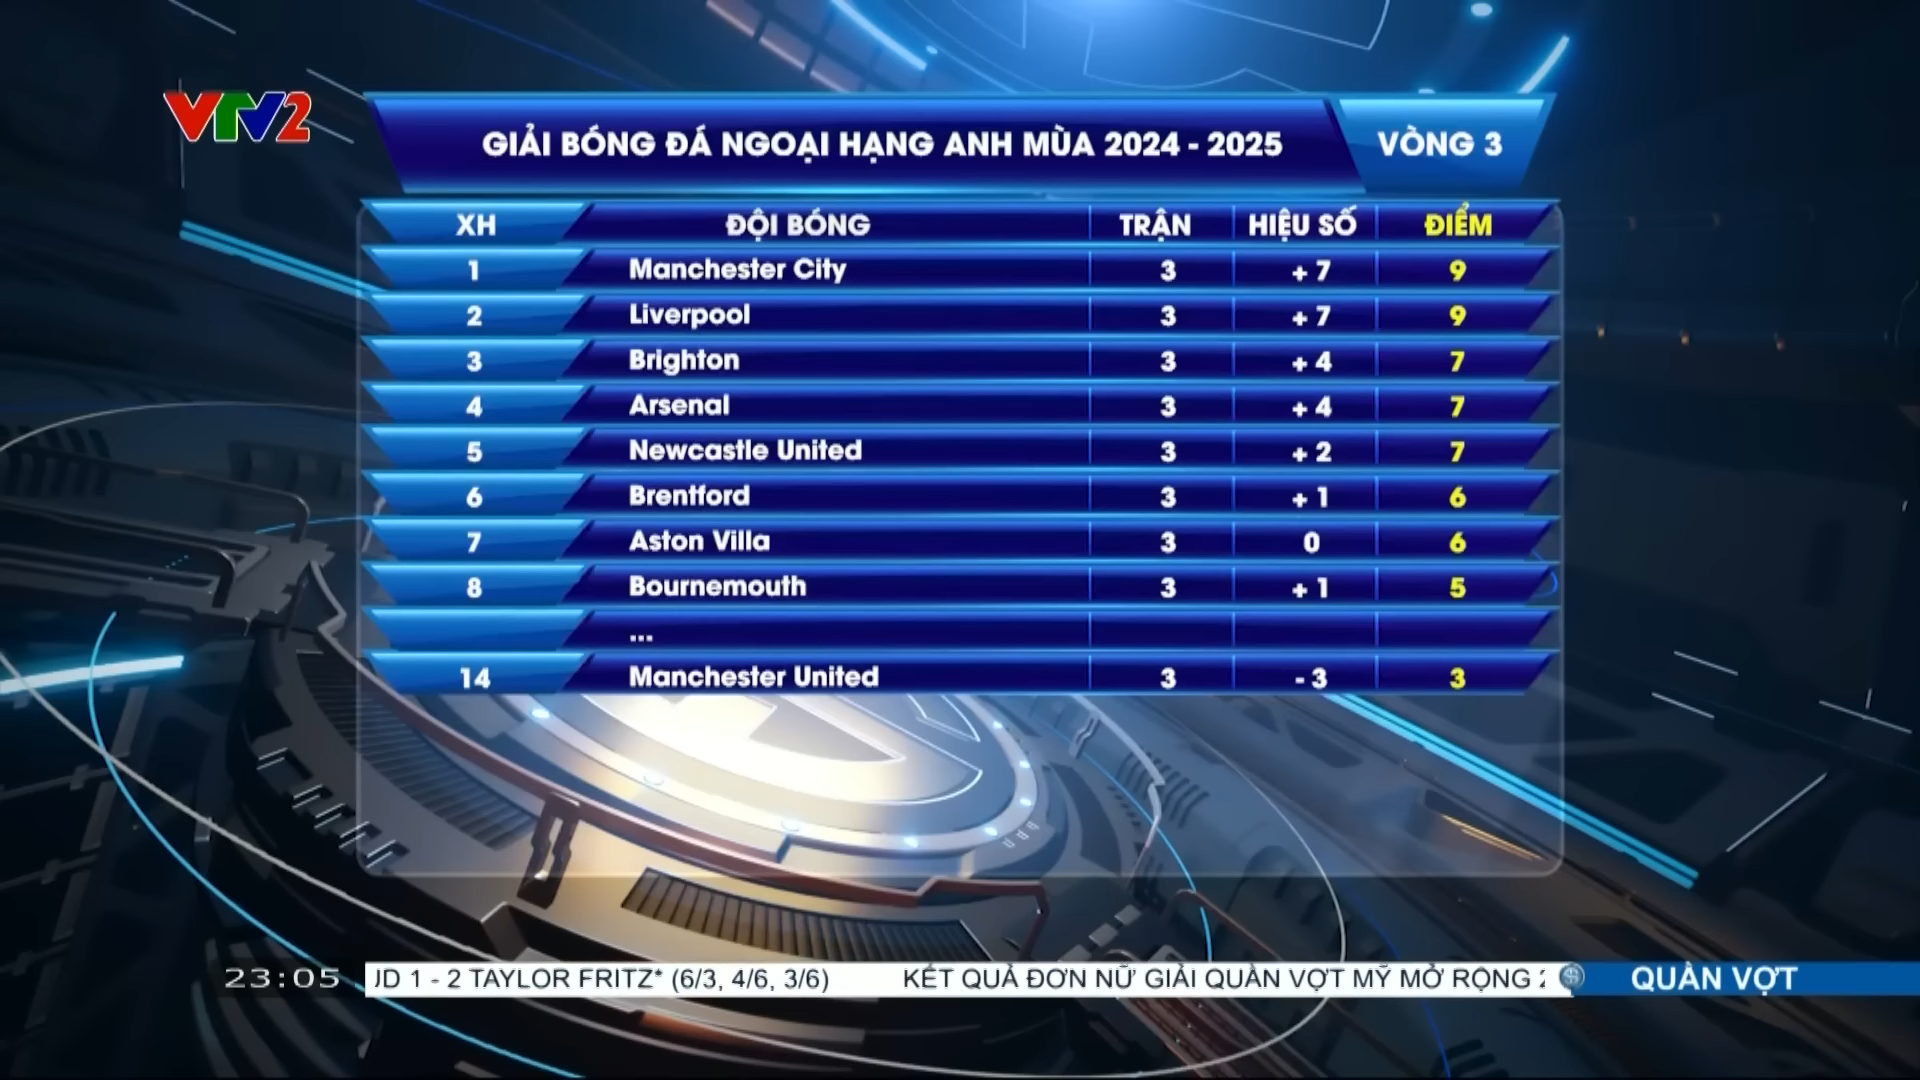 VTV2
GIẢI BÓNG ĐÁ NGOẠI HẠNG ANH MÙA 2024 - 2025 VÒNG 3
XH ĐỘI BÓNG TRẬN HIỆU SỐ ĐIỂM
1 Manchester City 3 + 7 9
2 Liverpool 3 + 7 9
3 Brighton 3 + 4 7
4 Arsenal 3 + 4 7
5 Newcastle United 3 + 2 7
6 Brentford 3 + 1 6
7 Aston Villa 3 0 6
8 Bournemouth 3 + 1 5
...
14 Manchester United 3 - 3 3
23:05 JD 1 - 2 TAYLOR FRITZ* (6/3, 4/6, 3/6) KẾT QUẢ ĐƠN NỮ GIẢI QUẦN VỢT MỸ MỞ RỘNG QUẦN VỢT